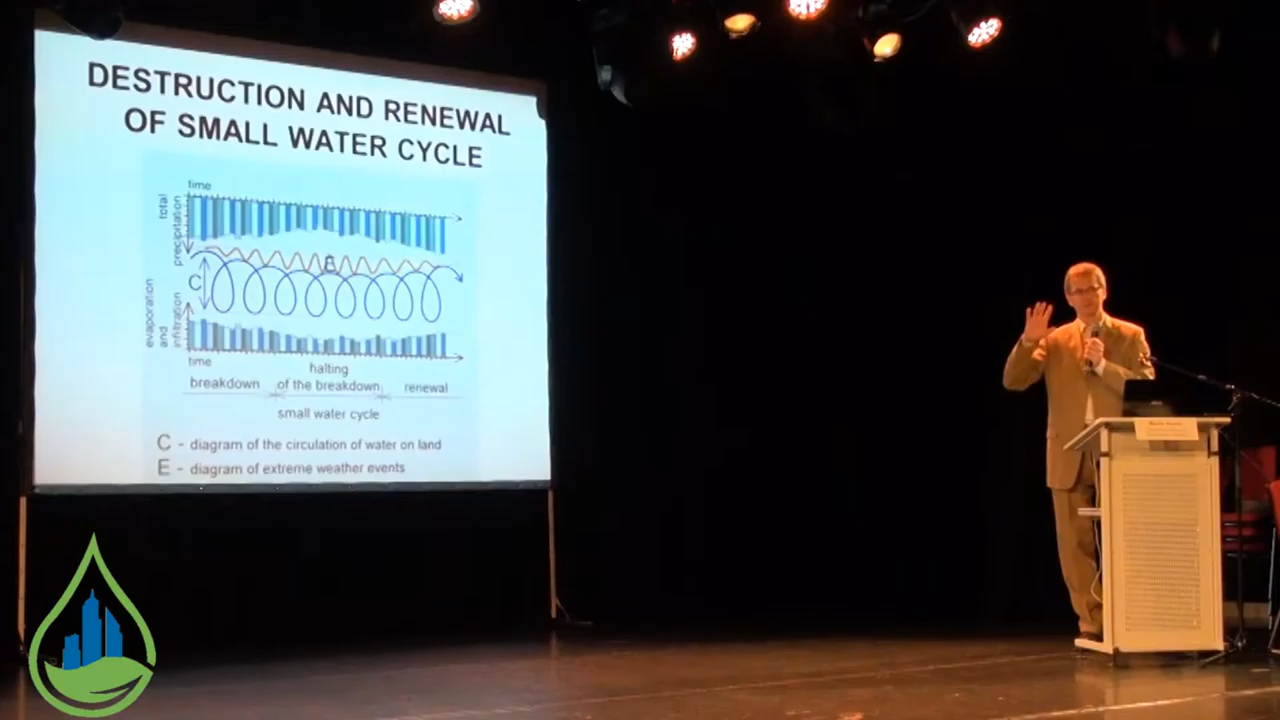 DESTRUCTION AND RENEWAL
OF SMALL WATER CYCLE
time
total
precipitation
E
C
evaporation
and
infiltration
time
halting
breakdown
of the breakdown
renewal
small water cycle
C - diagram of the circulation of water on land
E - diagram of extreme weather events